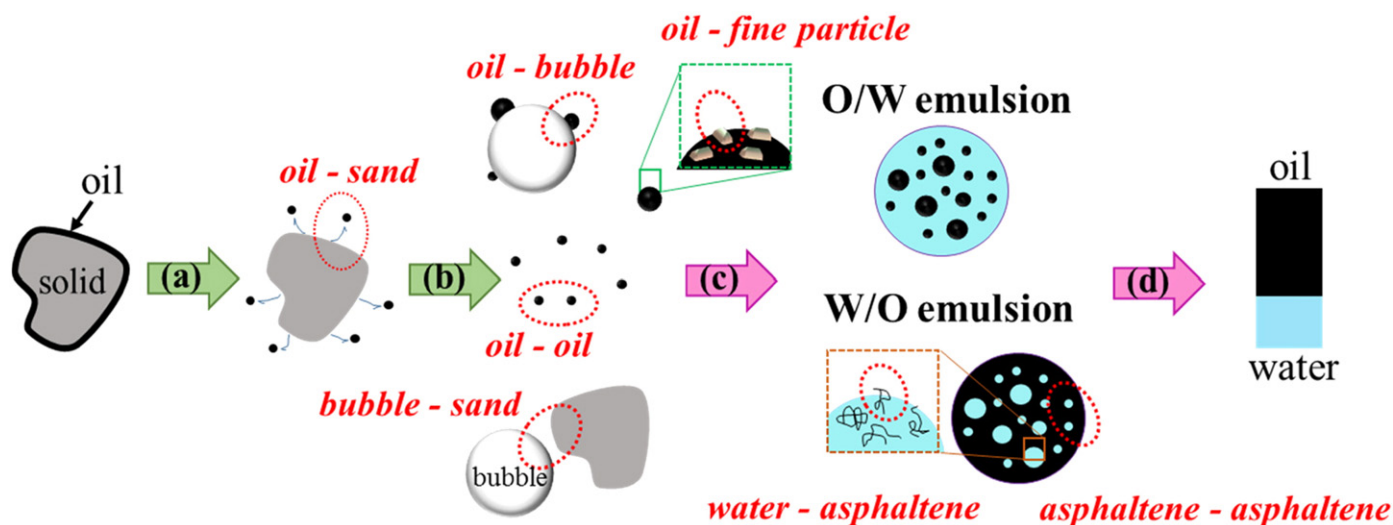 oil
solid
(a)
oil - sand
(b)
oil - bubble
oil - fine particle
oil - oil
bubble - sand
bubble
(c)
O/W emulsion
W/O emulsion
water - asphaltene
asphaltene - asphaltene
(d)
oil
water